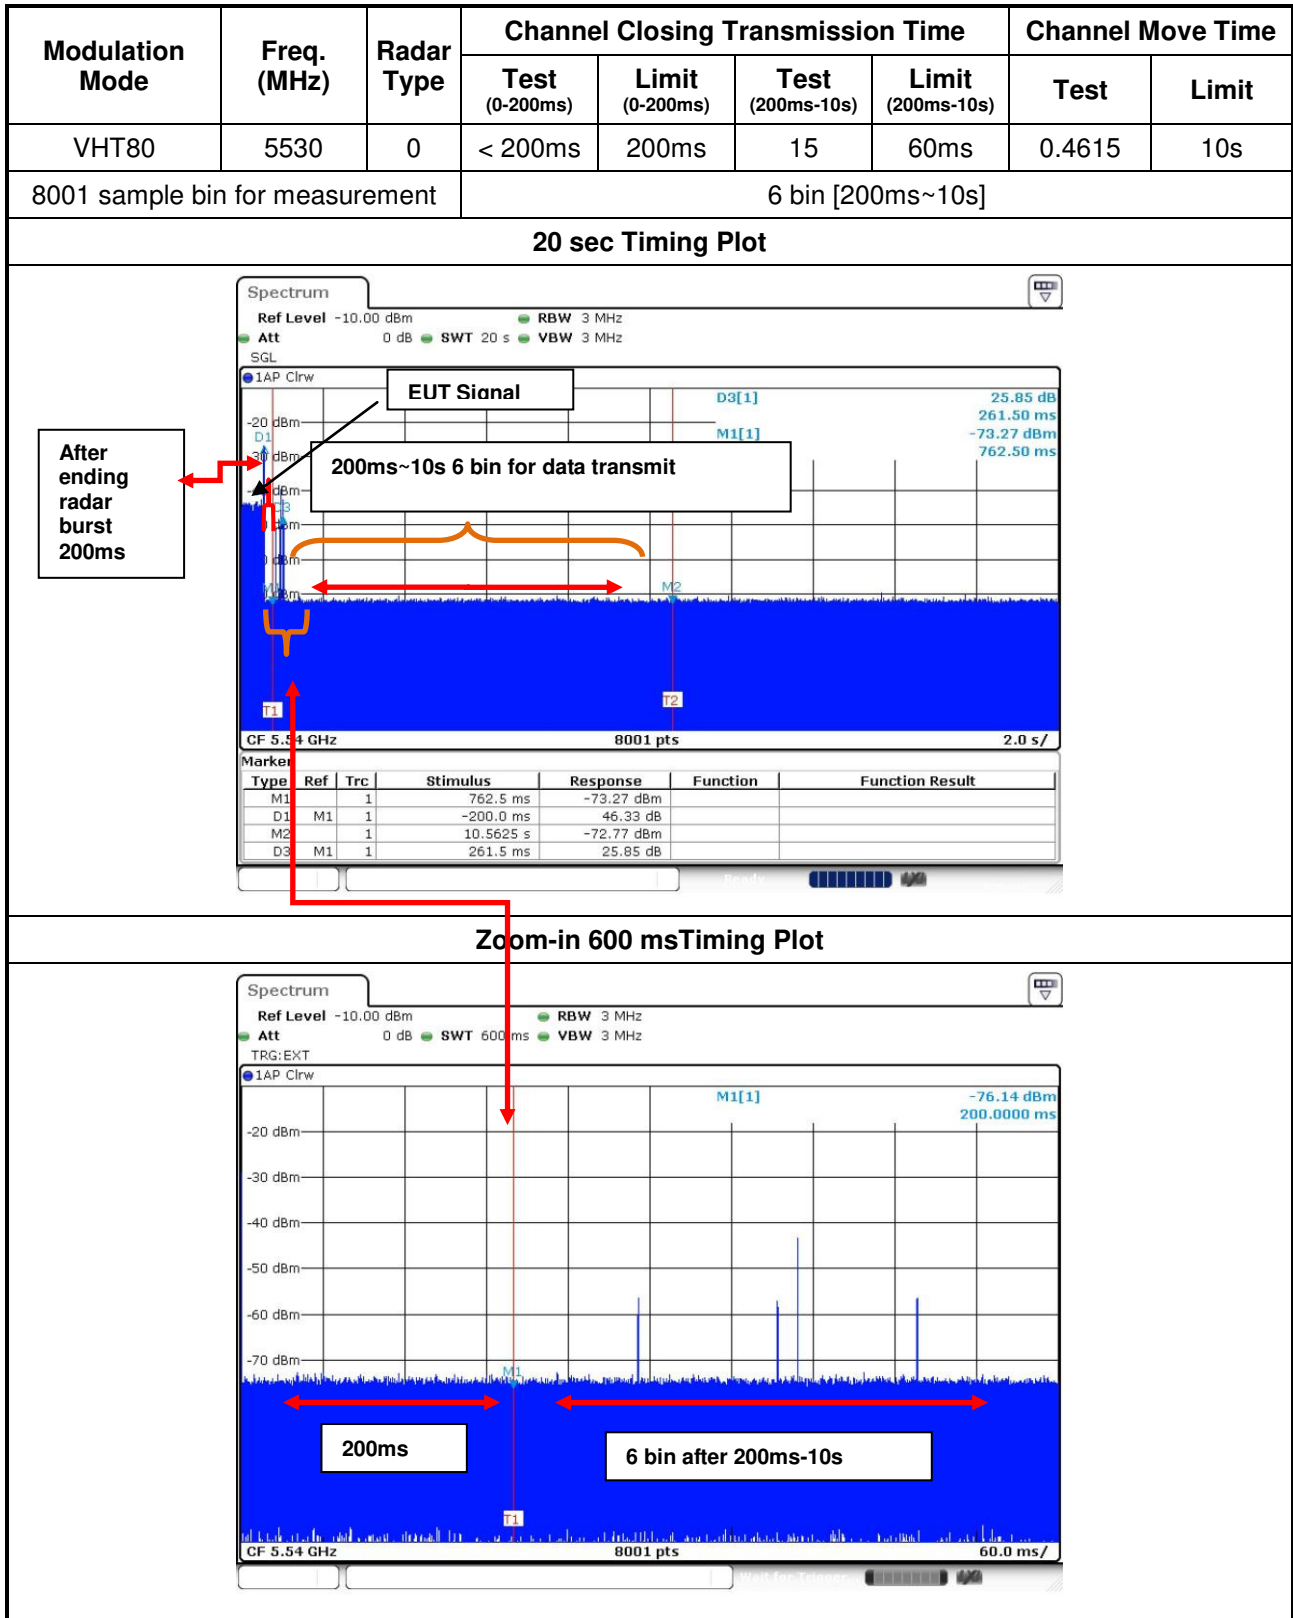 Modulation Mode Freq. (MHz) Radar Type Channel Closing Transmission Time Channel Move Time
Test (0-200ms) Limit (0-200ms) Test (200ms-10s) Limit (200ms-10s) Test Limit
VHT80 5530 0 < 200ms 200ms 15 60ms 0.4615 10s
8001 sample bin for measurement 6 bin [200ms~10s]
20 sec Timing Plot
Spectrum
Ref Level -10.00 dBm RBW 3 MHz
Att 0 dB SWT 20 s VBW 3 MHz
SGL
1AP Clrw
EUT Signal
D3[1] 25.85 dB
261.50 ms
M1[1] -73.27 dBm
762.50 ms
-20 dBm
D1
After ending radar burst 200ms
200ms~10s 6 bin for data transmit
M2
T1
T2
CF 5.54 GHz 8001 pts 2.0 s/
Marker
Type Ref Trc Stimulus Response Function Function Result
M1 1 762.5 ms -73.27 dBm
D1 M1 1 -200.0 ms 46.33 dB
M2 1 10.5625 s -72.77 dBm
D3 M1 1 261.5 ms 25.85 dB
Zoom-in 600 msTiming Plot
Spectrum
Ref Level -10.00 dBm RBW 3 MHz
Att 0 dB SWT 600 ms VBW 3 MHz
TRG:EXT
1AP Clrw
M1[1] -76.14 dBm
200.0000 ms
-20 dBm
-30 dBm
-40 dBm
-50 dBm
-60 dBm
-70 dBm
M1
200ms
6 bin after 200ms-10s
T1
CF 5.54 GHz 8001 pts 60.0 ms/
Wait for Trigger